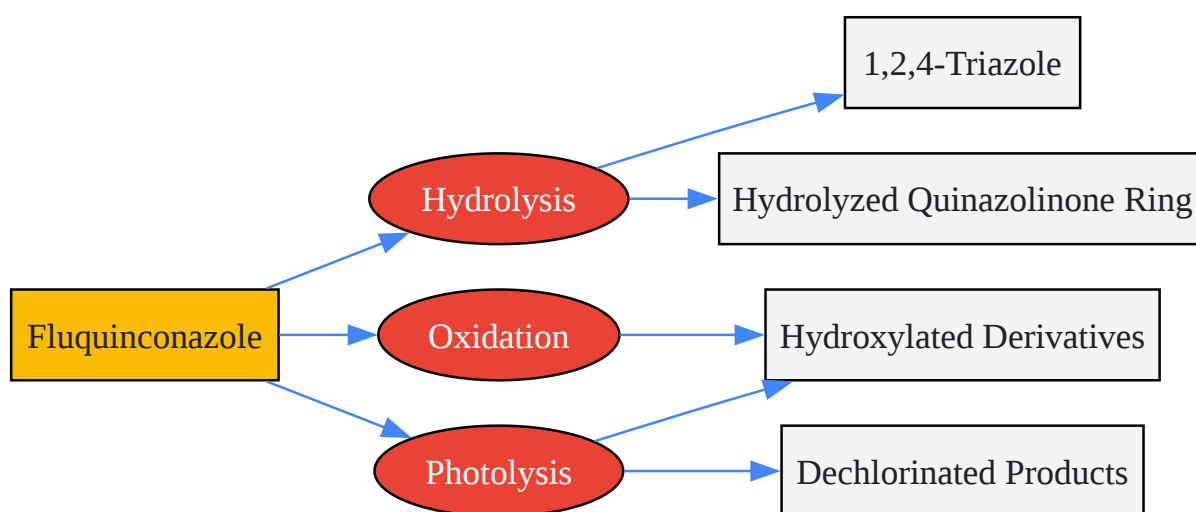 1,2,4-Triazole
Hydrolysis
Hydrolyzed Quinazolinone Ring
Fluquinconazole
Oxidation
Hydroxylated Derivatives
Photolysis
Dechlorinated Products